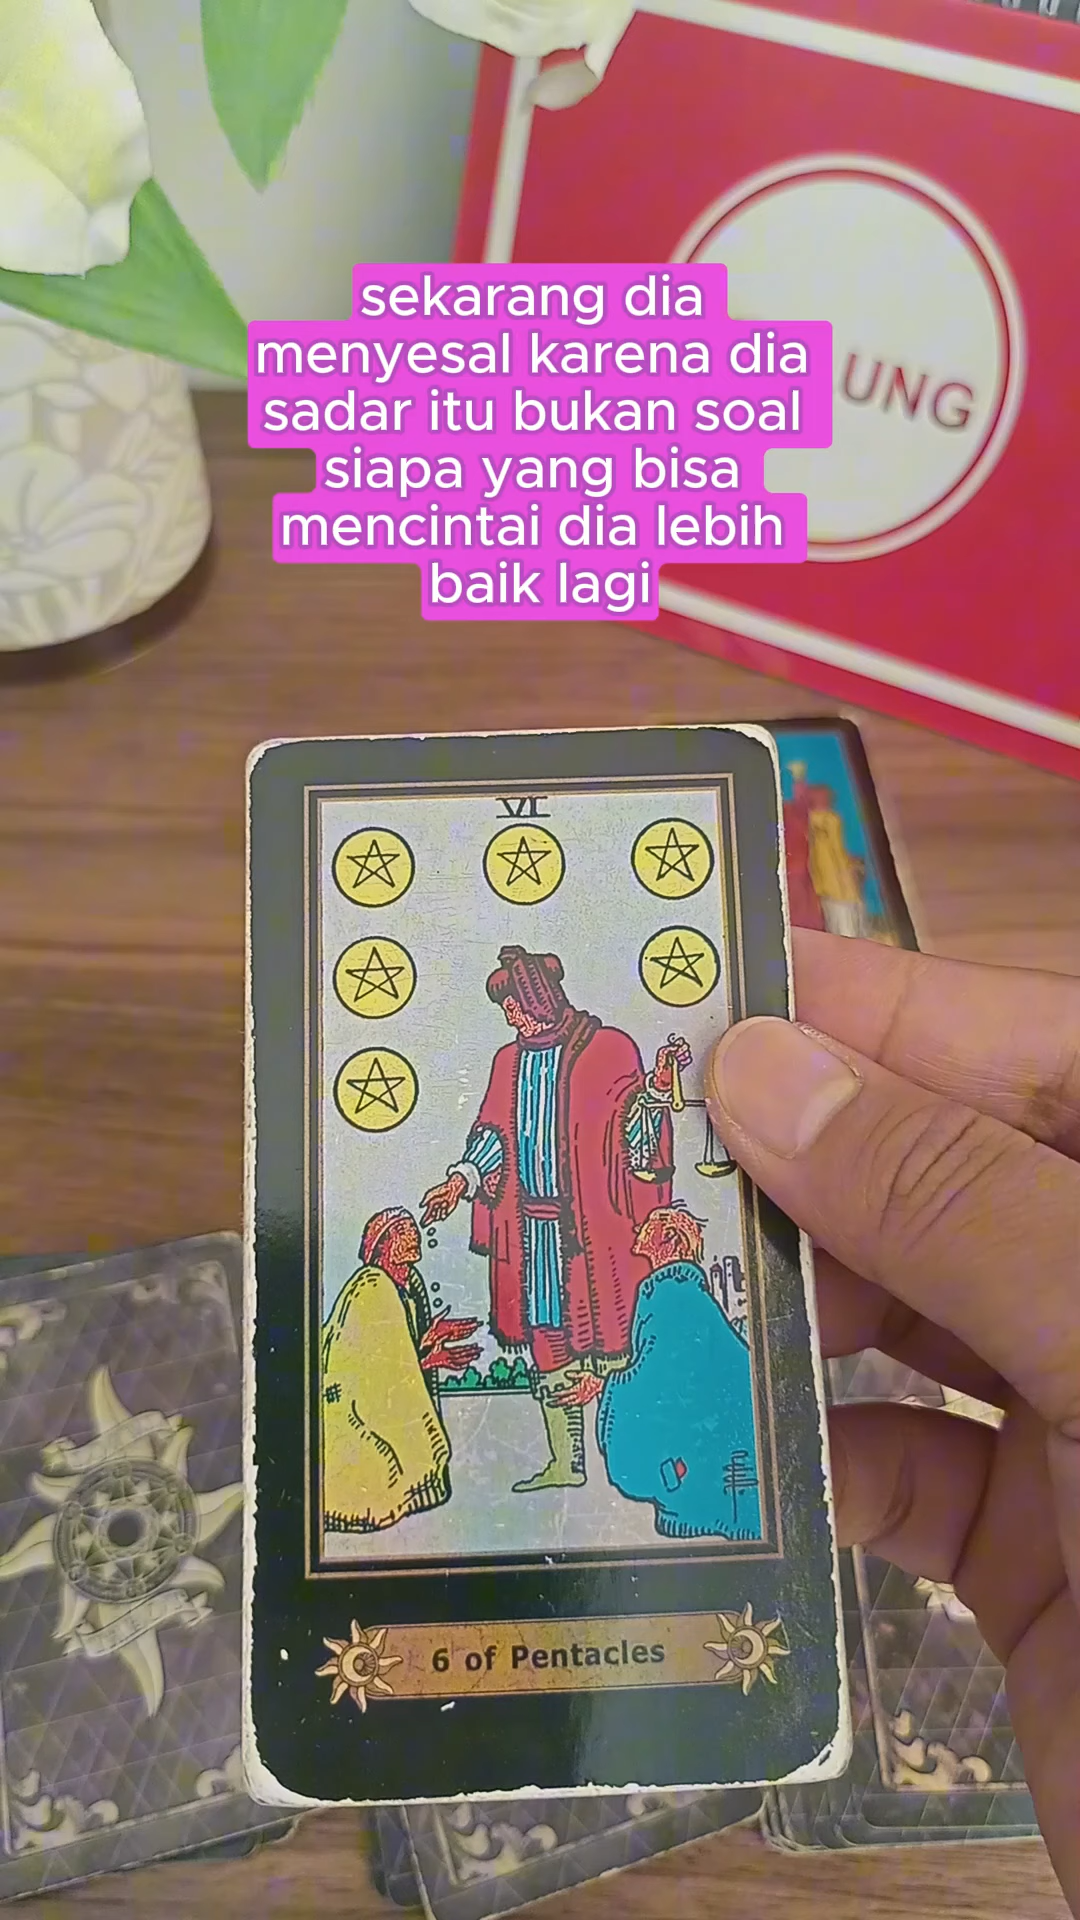 sekarang dia
menyesal karena dia
sadar itu bukan soal
siapa yang bisa
mencintai dia lebih
baik lagi
UNG
VI
6 of Pentacles